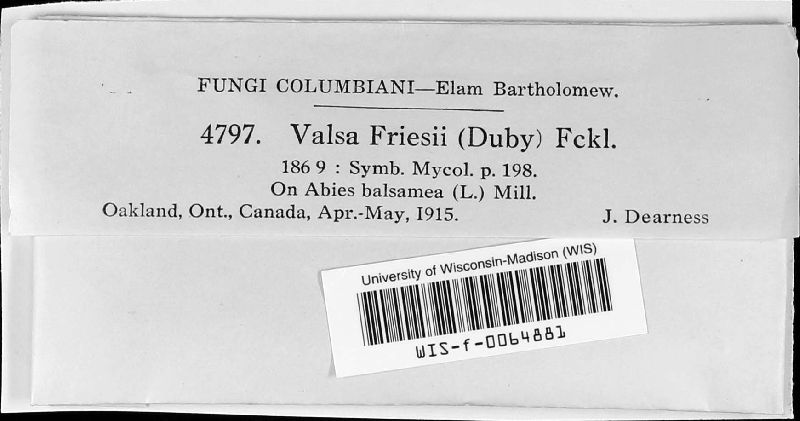 FUNGI COLUMBIANI—Elam Bartholomew.
4797. Valsa Friesii (Duby) Fckl.
186 9 : Symb. Mycol. p. 198.
On Abies balsamea (L.) Mill.
Oakland, Ont., Canada, Apr.-May, 1915. J. Dearness
University of Wisconsin-Madison (WIS)
WIS-f-0064881